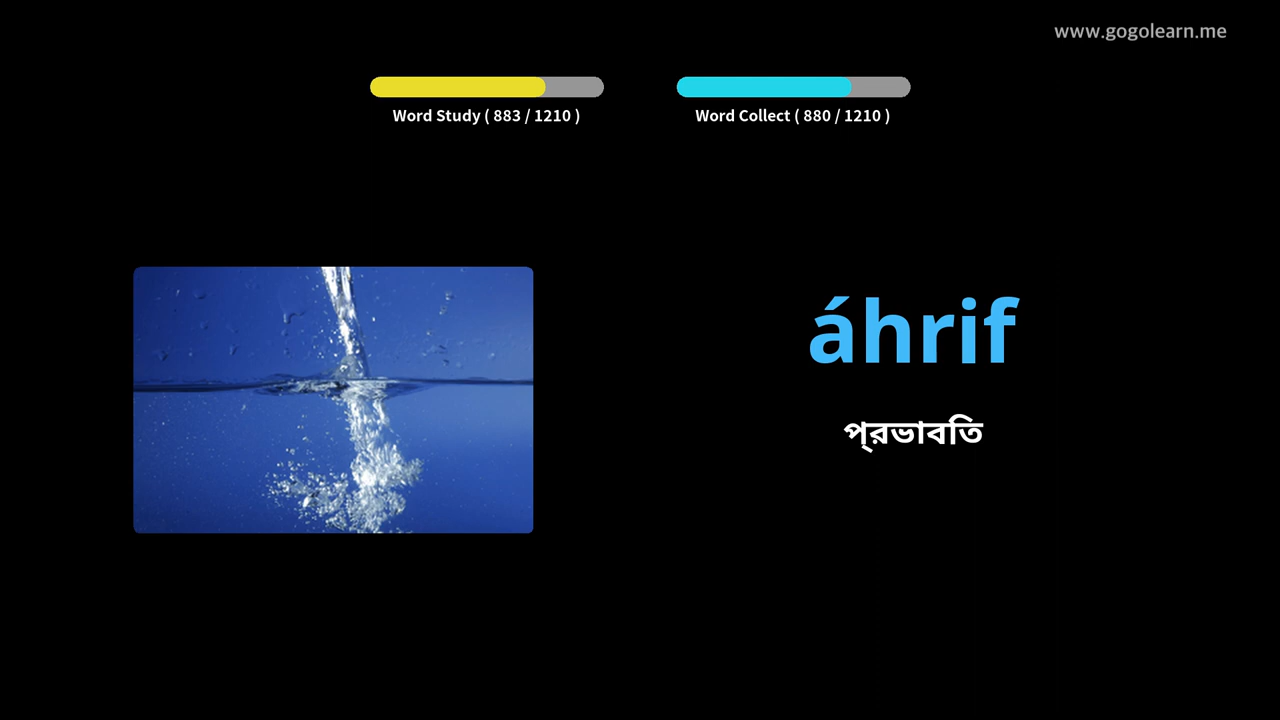 www.gogolearn.me
Word Study ( 883 / 1210 )
Word Collect ( 880 / 1210 )
áhrif
প্রভাবতি